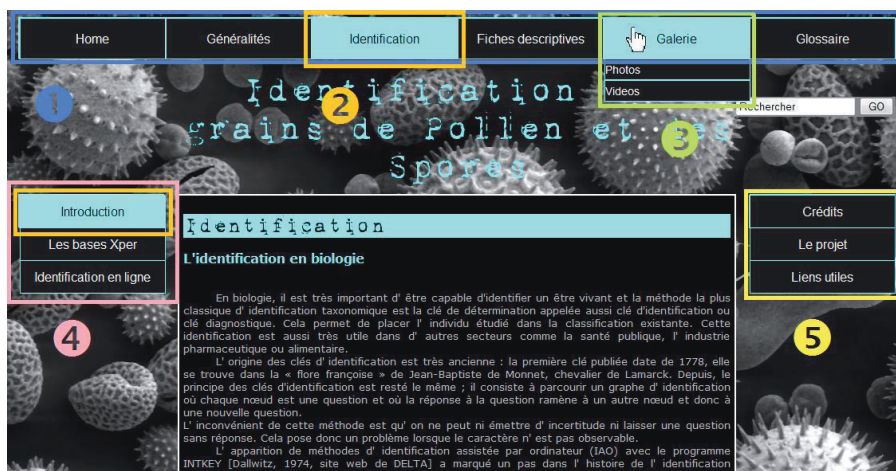 Home Généralités Identification Fiches descriptives Galerie Glossaire
Photos
Videos
Rechercher GO
1 2 3
Identification
grains de Pollen et des
Spores
Introduction
Les bases Xper
Identification en ligne
4
Identification
L'identification en biologie
En biologie, il est très important d' être capable d'identifier un être vivant et la méthode la plus
classique d' identification taxonomique est la clé de détermination appelée aussi clé d'identification ou
clé diagnostique. Cela permet de placer l' individu étudié dans la classification existante. Cette
identification est aussi très utile dans d' autres secteurs comme la santé publique, l' industrie
pharmaceutique ou alimentaire.
L' origine des clés d' identification est très ancienne : la première clé publiée date de 1778, elle
se trouve dans la « flore françoise » de Jean-Baptiste de Monnet, chevalier de Lamarck. Depuis, le
principe des clés d'identification est resté le même ; il consiste à parcourir un graphe d' identification
où chaque nœud est une question et où la réponse à la question ramène à un autre nœud et donc à
une nouvelle question.
L' inconvénient de cette méthode est qu' on ne peut ni émettre d' incertitude ni laisser une question
sans réponse. Cela pose donc un problème lorsque le caractère n' est pas observable.
L' apparition de méthodes d' identification assistée par ordinateur (IAO) avec le programme
INTKEY [Dallwitz, 1974, site web de DELTA] a marqué un pas dans l' histoire de l' identification
Crédits
Le projet
Liens utiles
5